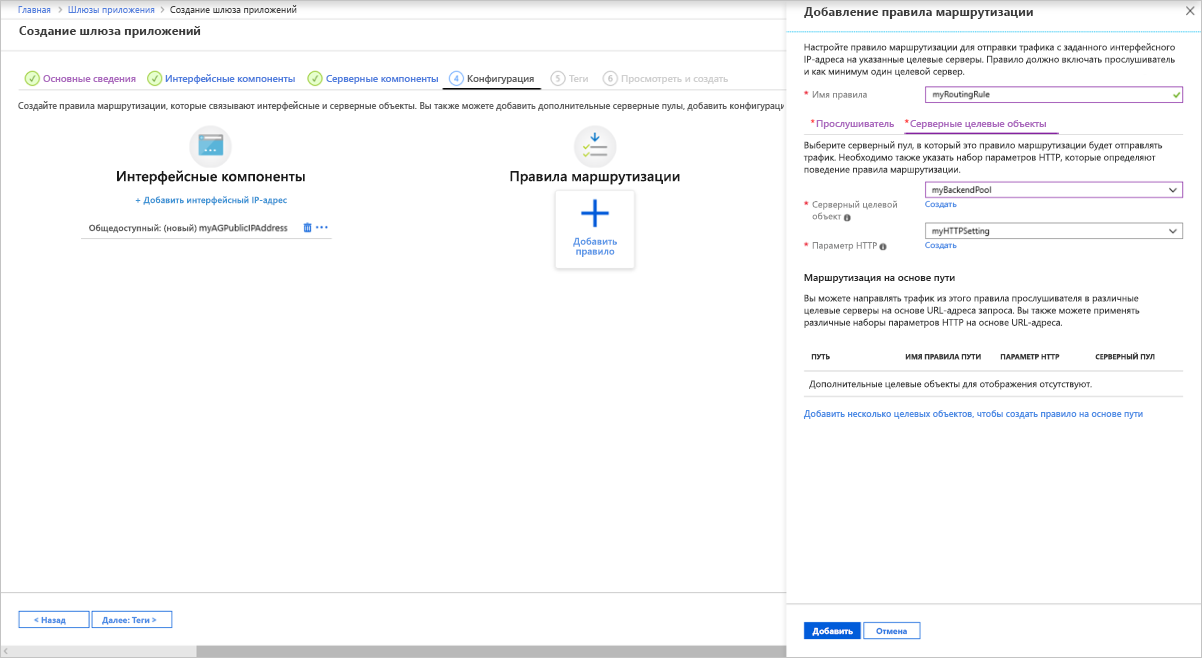 Главная > Шлюзы приложения > Создание шлюза приложений
Создание шлюза приложений
Основные сведения
Интерфейсные компоненты
Серверные компоненты
4 Конфигурация
5 Теги
6 Просмотреть и создать
Создайте правила маршрутизации, которые связывают интерфейсные и серверные объекты. Вы также можете добавить дополнительные серверные пулы, добавить конфигураци
Интерфейсные компоненты
+ Добавить интерфейсный IP-адрес
Общедоступный: (новый) myAGPublicIPAddress
Правила маршрутизации
Добавить
правило
< Назад
Далее: Теги >
Добавление правила маршрутизации
Настройте правило маршрутизации для отправки трафика с заданного интерфейсного
IP-адреса на указанные целевые серверы. Правило должно включать прослушиватель
и как минимум один целевой сервер.
* Имя правила
myRoutingRule
*Прослушиватель
*Серверные целевые объекты
Выберите серверный пул, в который это правило маршрутизации будет отправлять
трафик. Необходимо также указать набор параметров HTTP, которые определяют
поведение правила маршрутизации.
myBackendPool
* Серверный целевой
объект
Создать
myHTTPSetting
* Параметр HTTP
Создать
Маршрутизация на основе пути
Вы можете направлять трафик из этого правила прослушивателя в различные
целевые серверы на основе URL-адреса запроса. Вы также можете применять
различные наборы параметров HTTP на основе URL-адреса.
ПУТЬ
ИМЯ ПРАВИЛА ПУТИ
ПАРАМЕТР HTTP
СЕРВЕРНЫЙ ПУЛ
Дополнительные целевые объекты для отображения отсутствуют.
Добавить несколько целевых объектов, чтобы создать правило на основе пути
Добавить
Отмена